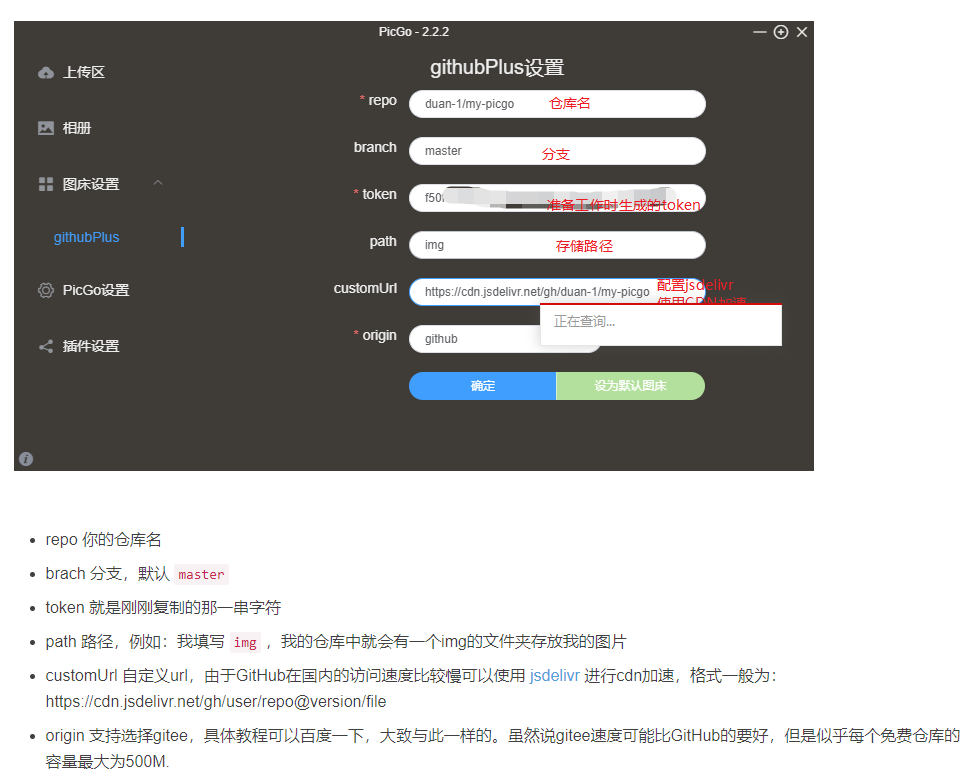 PicGo - 2.2.2
上传区
相册
图床设置
githubPlus
PicGo设置
插件设置
githubPlus设置
* repo duan-1/my-picgo 仓库名
branch master 分支
* token 准备工作时生成的token
path img 存储路径
customUrl https://cdn.jsdelivr.net/gh/duan-1/my-picgo 配置jsdelivr
使用CDN加速
正在查询...
* origin github
确定 设为默认图床
repo 你的仓库名
brach 分支，默认 master
token 就是刚刚复制的那一串字符
path 路径，例如：我填写 img ，我的仓库中就会有一个img的文件夹存放我的图片
customUrl 自定义url，由于GitHub在国内的访问速度比较慢可以使用 jsdelivr 进行cdn加速，格式一般为：
https://cdn.jsdelivr.net/gh/user/repo@version/file
origin 支持选择gitee，具体教程可以百度一下，大致与此一样的。虽然说gitee速度可能比GitHub的要好，但是似乎每个免费仓库的
容量最大为500M.